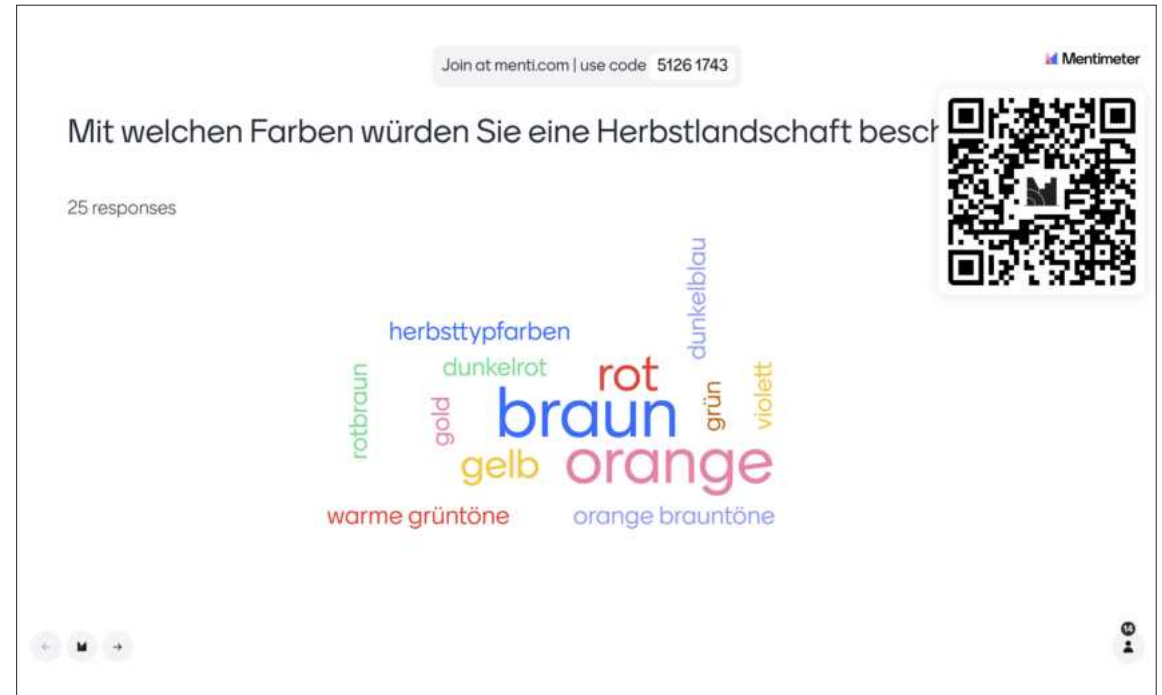 Join at menti.com | use code 5126 1743
Mentimeter
Mit welchen Farben würden Sie eine Herbstlandschaft besch
25 responses
dunkelblau
herbsttypfarben
dunkelrot
rot
rotbraun
gold
braun
grün
violett
gelb
orange
warme grüntöne
orange brauntöne
14